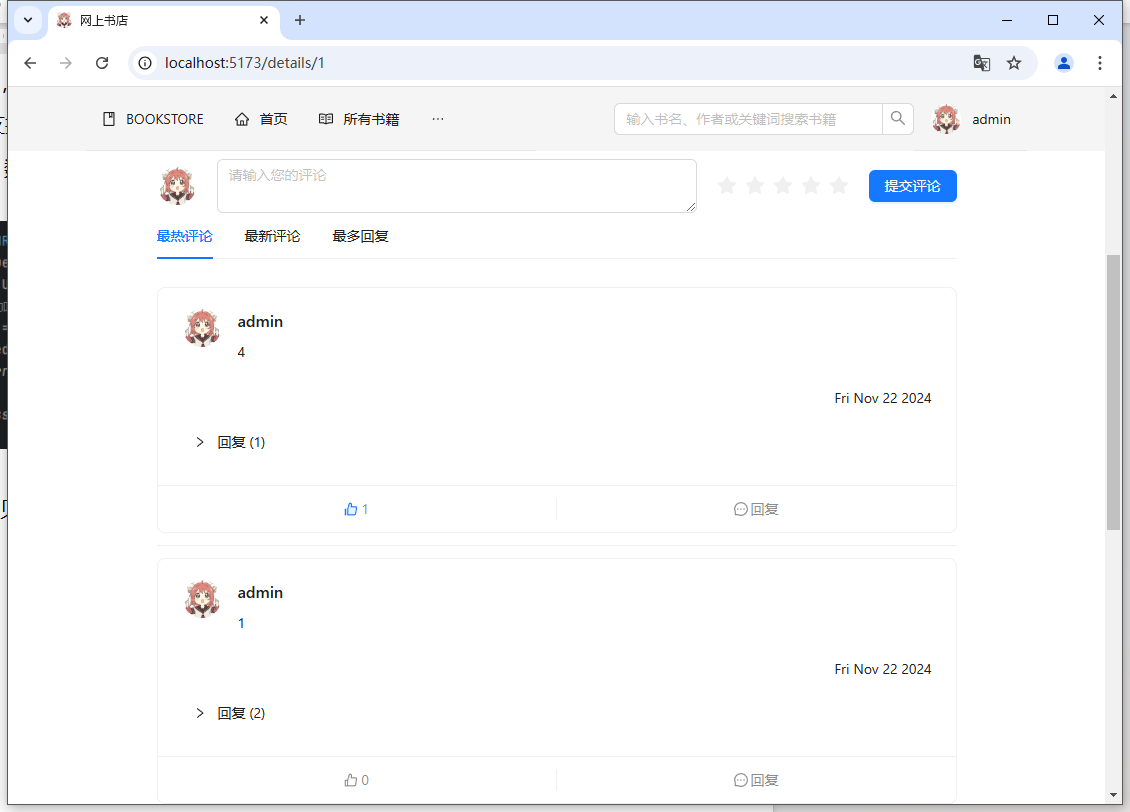 网上书店
localhost:5173/details/1
BOOKSTORE 首页 所有书籍 ··· 输入书名、作者或关键词搜索书籍 admin
请输入您的评论 提交评论
最热评论 最新评论 最多回复
admin
4
Fri Nov 22 2024
回复 (1)
1 回复
admin
1
Fri Nov 22 2024
回复 (2)
0 回复